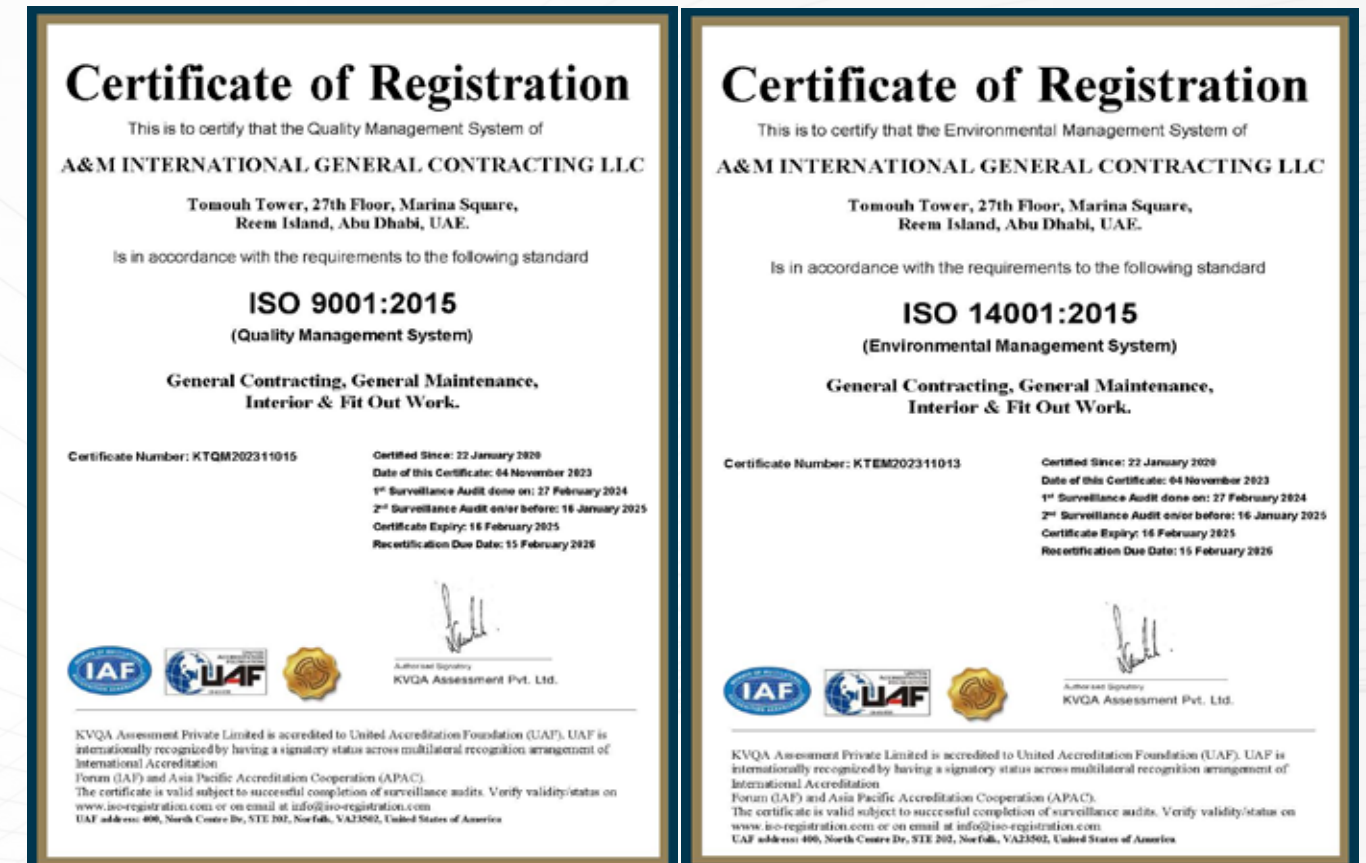 Certificate of Registration
This is to certify that the Quality Management System of
A&M INTERNATIONAL GENERAL CONTRACTING LLC
Tomouh Tower, 27th Floor, Marina Square,
Reem Island, Abu Dhabi, UAE.
Is in accordance with the requirements to the following standard
ISO 9001:2015
(Quality Management System)
General Contracting, General Maintenance,
Interior & Fit Out Work.
Certificate Number: KTQM202311015
Certified Since: 22 January 2020
Date of this Certificate: 04 November 2023
1st Surveillance Audit done on: 27 February 2024
2nd Surveillance Audit on/or before: 16 January 2025
Certificate Expiry: 16 February 2025
Recertification Due Date: 15 February 2026
IAF
UAF
Authorised Signatory
KVQA Assessment Pvt. Ltd.
KVQA Assessment Private Limited is accredited to United Accreditation Foundation (UAF). UAF is
internationally recognized by having a signatory status across multilateral recognition arrangement of
International Accreditation
Forum (IAF) and Asia Pacific Accreditation Cooperation (APAC).
The certificate is valid subject to successful completion of surveillance audits. Verify validity/status on
www.iso-registration.com or on email at info@iso-registration.com
UAF address: 400, North Centre Dr, STE 202, Norfolk, VA23502, United States of America
Certificate of Registration
This is to certify that the Environmental Management System of
A&M INTERNATIONAL GENERAL CONTRACTING LLC
Tomouh Tower, 27th Floor, Marina Square,
Reem Island, Abu Dhabi, UAE.
Is in accordance with the requirements to the following standard
ISO 14001:2015
(Environmental Management System)
General Contracting, General Maintenance,
Interior & Fit Out Work.
Certificate Number: KTEM202311013
Certified Since: 22 January 2020
Date of this Certificate: 04 November 2023
1st Surveillance Audit done on: 27 February 2024
2nd Surveillance Audit on/or before: 16 January 2025
Certificate Expiry: 16 February 2025
Recertification Due Date: 15 February 2026
IAF
UAF
Authorised Signatory
KVQA Assessment Pvt. Ltd.
KVQA Assessment Private Limited is accredited to United Accreditation Foundation (UAF). UAF is
internationally recognized by having a signatory status across multilateral recognition arrangement of
International Accreditation
Forum (IAF) and Asia Pacific Accreditation Cooperation (APAC).
The certificate is valid subject to successful completion of surveillance audits. Verify validity/status on
www.iso-registration.com or on email at info@iso-registration.com
UAF address: 400, North Centre Dr, STE 202, Norfolk, VA23502, United States of America